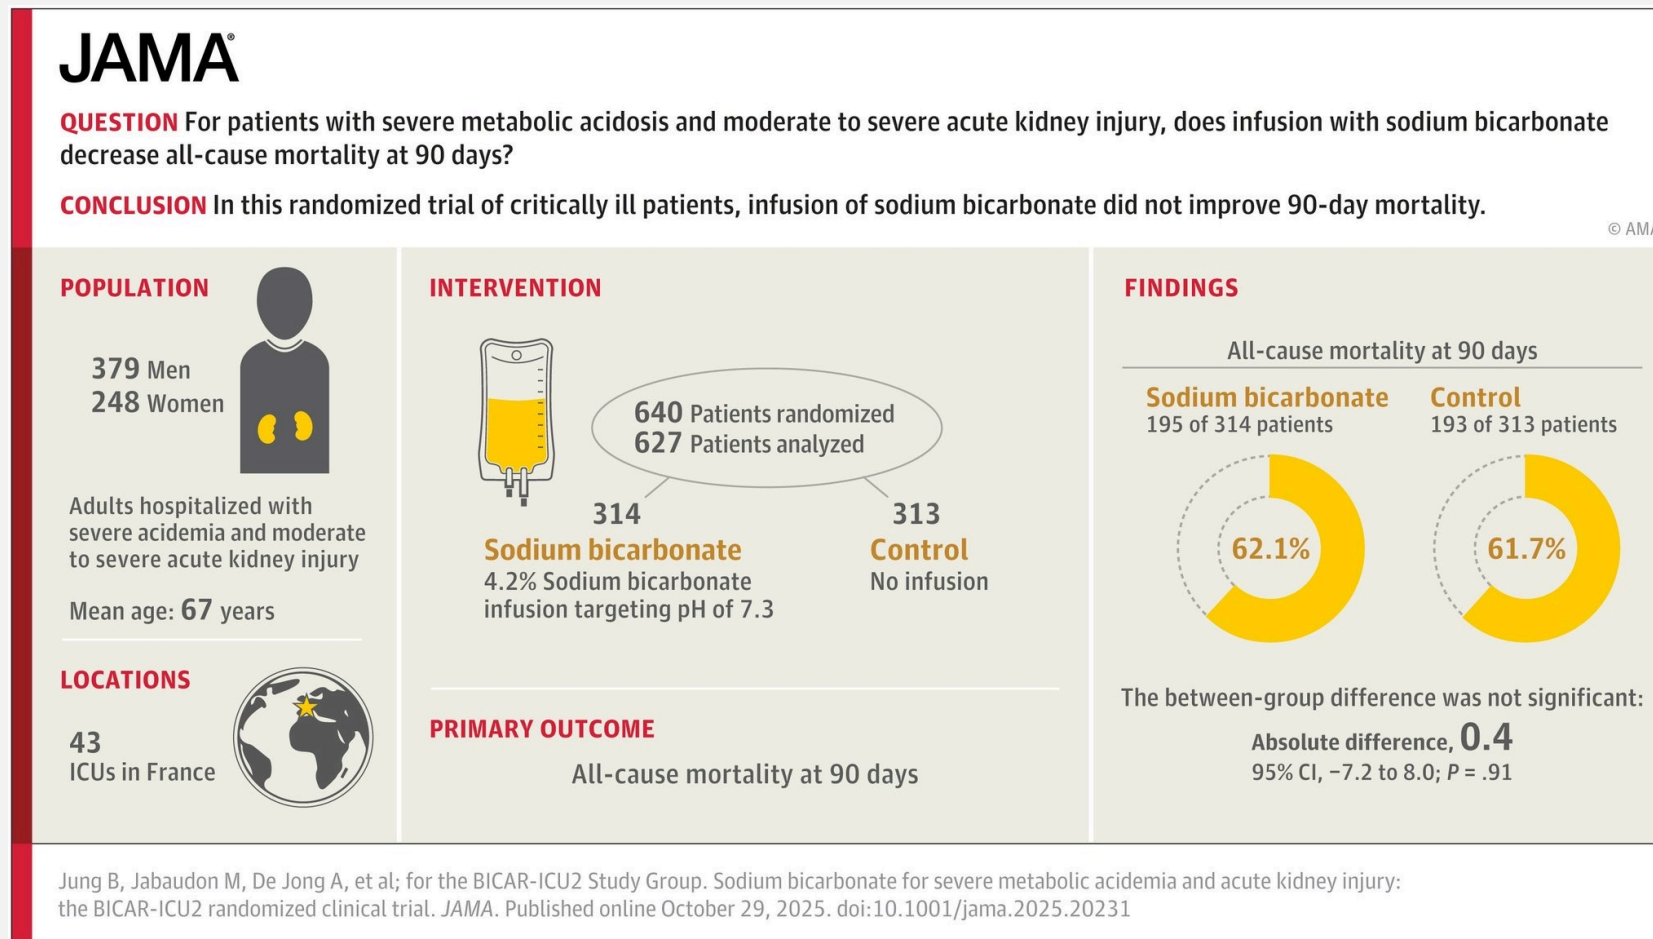 JAMA®
QUESTION For patients with severe metabolic acidosis and moderate to severe acute kidney injury, does infusion with sodium bicarbonate
decrease all-cause mortality at 90 days?
CONCLUSION In this randomized trial of critically ill patients, infusion of sodium bicarbonate did not improve 90-day mortality.
© AMA
POPULATION
379 Men
248 Women
Adults hospitalized with
severe acidemia and moderate
to severe acute kidney injury
Mean age: 67 years
LOCATIONS
43
ICUs in France
INTERVENTION
640 Patients randomized
627 Patients analyzed
314
Sodium bicarbonate
4.2% Sodium bicarbonate
infusion targeting pH of 7.3
313
Control
No infusion
PRIMARY OUTCOME
All-cause mortality at 90 days
FINDINGS
All-cause mortality at 90 days
Sodium bicarbonate
195 of 314 patients
62.1%
Control
193 of 313 patients
61.7%
The between-group difference was not significant:
Absolute difference, 0.4
95% CI, −7.2 to 8.0; P = .91
Jung B, Jabaudon M, De Jong A, et al; for the BICAR-ICU2 Study Group. Sodium bicarbonate for severe metabolic acidemia and acute kidney injury:
the BICAR-ICU2 randomized clinical trial. JAMA. Published online October 29, 2025. doi:10.1001/jama.2025.20231